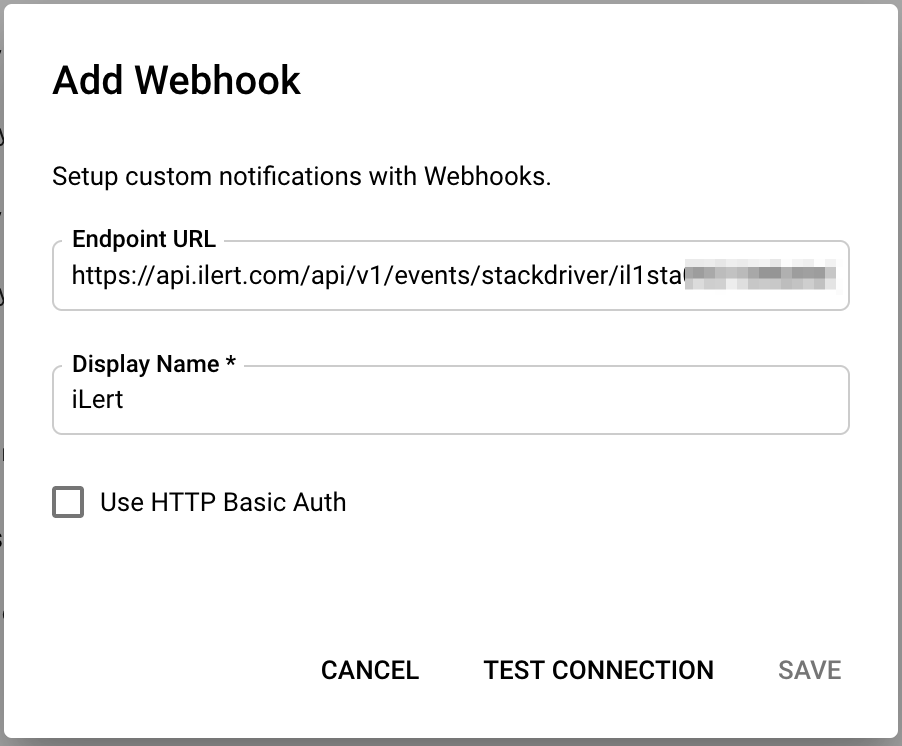 Add Webhook
Setup custom notifications with Webhooks.
Endpoint URL
https://api.ilert.com/api/v1/events/stackdriver/il1sta
Display Name *
iLert
Use HTTP Basic Auth
CANCEL TEST CONNECTION SAVE